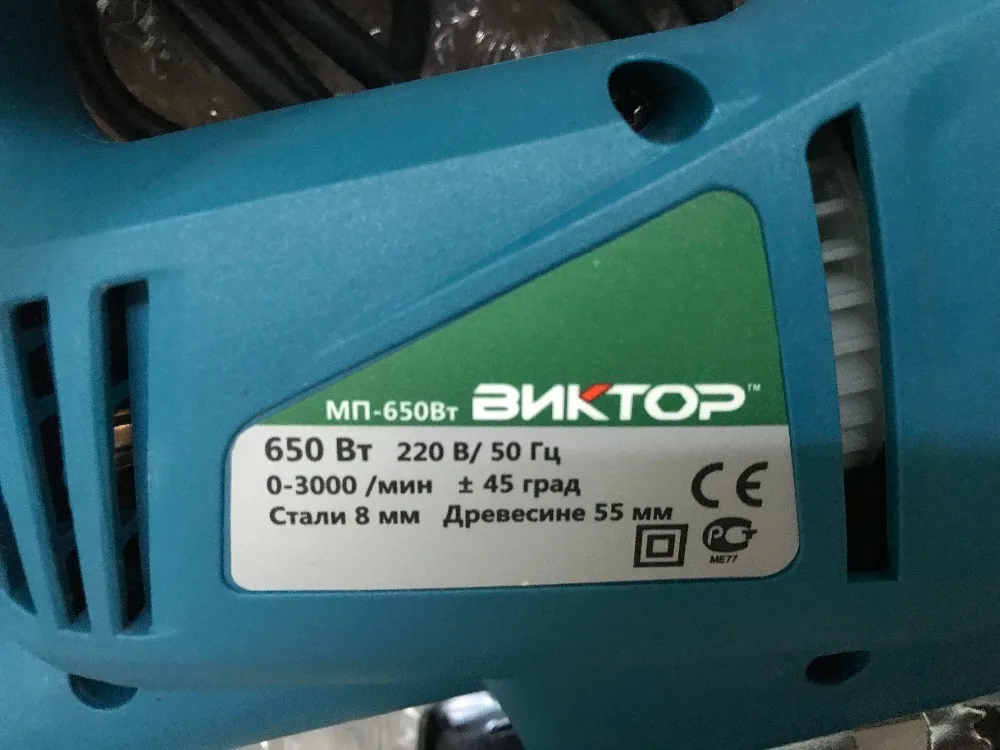 МП-650Вт ВИКТОР™
650 Вт 220 В/ 50 Гц
0-3000 /мин ± 45 град
Стали 8 мм Древесине 55 мм
CE
РСТ
МЕ77